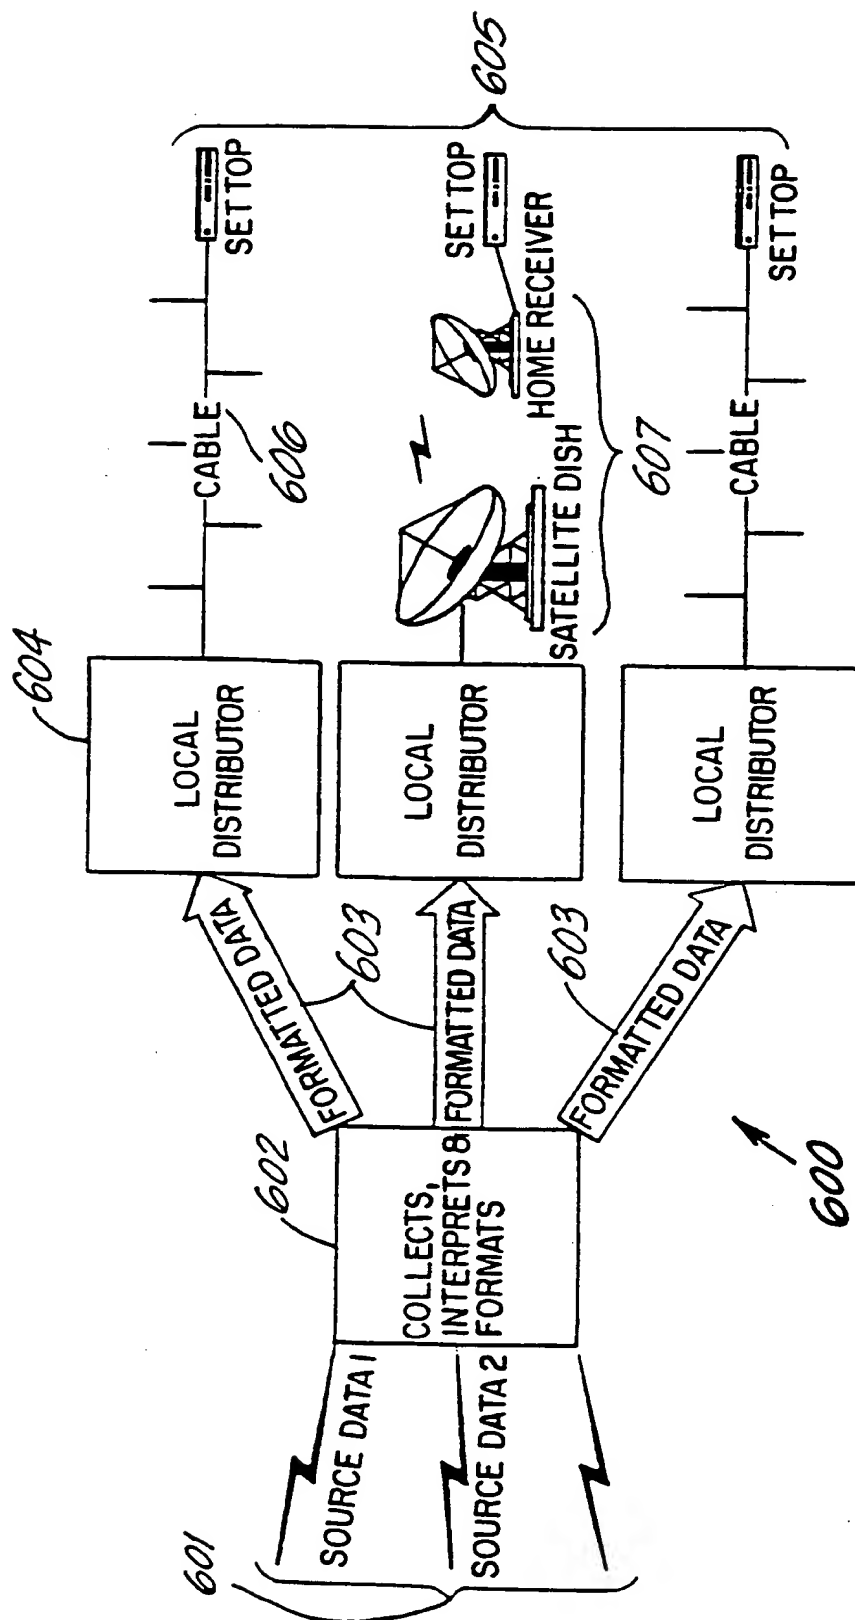 601
SOURCE DATA 1
SOURCE DATA 2
602
COLLECTS,
INTERPRETS &
FORMATS
FORMATTED DATA
603
FORMATTED DATA
603
FORMATTED DATA
604
LOCAL
DISTRIBUTOR
LOCAL
DISTRIBUTOR
LOCAL
DISTRIBUTOR
CABLE
606
SET TOP
SATELLITE DISH
HOME RECEIVER
607
SET TOP
CABLE
SET TOP
605
600